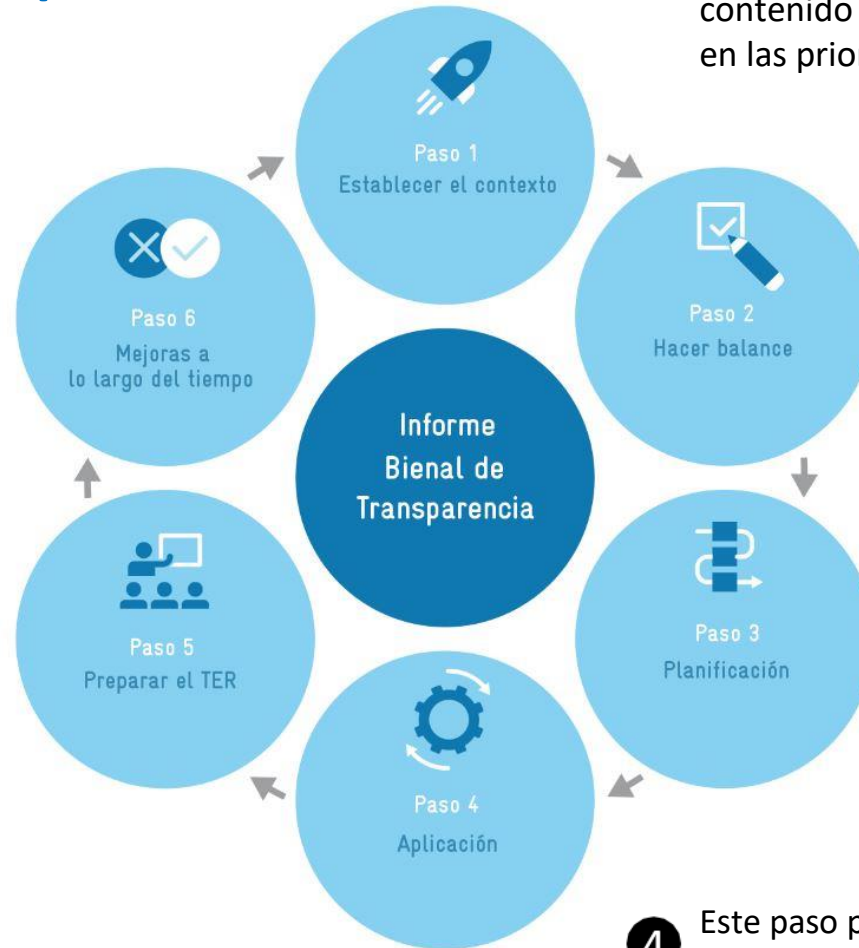 contenido
en las prior
Paso 1
Establecer el contexto
Paso 2
Hacer balance
Paso 3
Planificación
Paso 4
Aplicación
Paso 5
Preparar el TER
Paso 6
Mejoras a
lo largo del tiempo
Informe
Bienal de
Transparencia
4 Este paso p